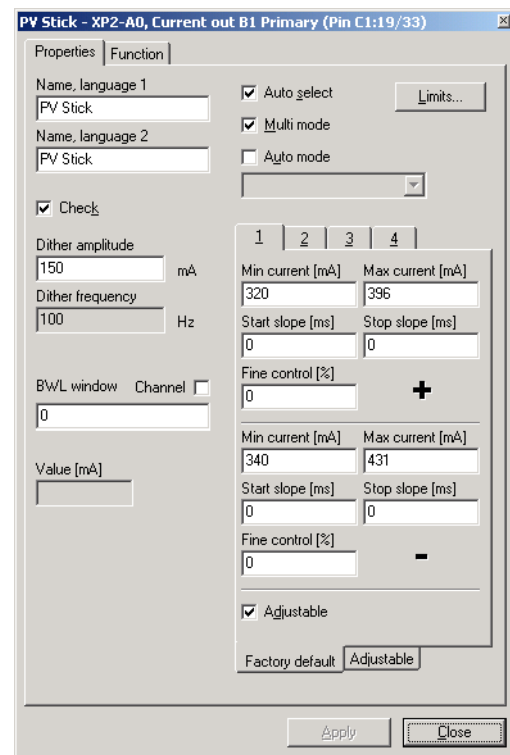 PV Stick - XP2-A0, Current out B1 Primary (Pin C1:19/33)
Properties Function
Name, language 1
PV Stick
Name, language 2
PV Stick
Check
Dither amplitude
150 mA
Dither frequency
100 Hz
BWL window Channel
0
Value [mA]
Auto select
Limits...
Multi mode
Auto mode
1 2 3 4
Min current [mA] Max current [mA]
320 396
Start slope [ms] Stop slope [ms]
0 0
Fine control [%]
0 +
Min current [mA] Max current [mA]
340 431
Start slope [ms] Stop slope [ms]
0 0
Fine control [%]
0 -
Adjustable
Factory default Adjustable
Apply Close